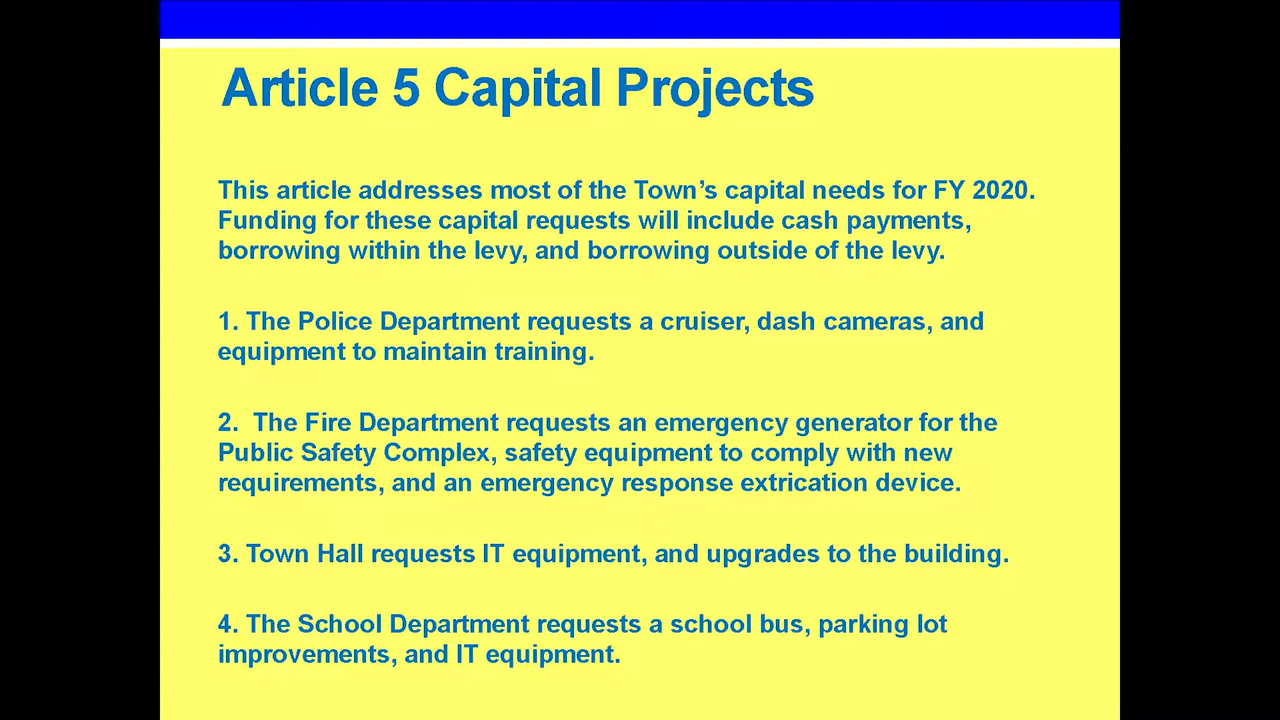 Article 5 Capital Projects
This article addresses most of the Town’s capital needs for FY 2020.
Funding for these capital requests will include cash payments,
borrowing within the levy, and borrowing outside of the levy.
1. The Police Department requests a cruiser, dash cameras, and
equipment to maintain training.
2.  The Fire Department requests an emergency generator for the
Public Safety Complex, safety equipment to comply with new
requirements, and an emergency response extrication device.
3. Town Hall requests IT equipment, and upgrades to the building.
4. The School Department requests a school bus, parking lot
improvements, and IT equipment.